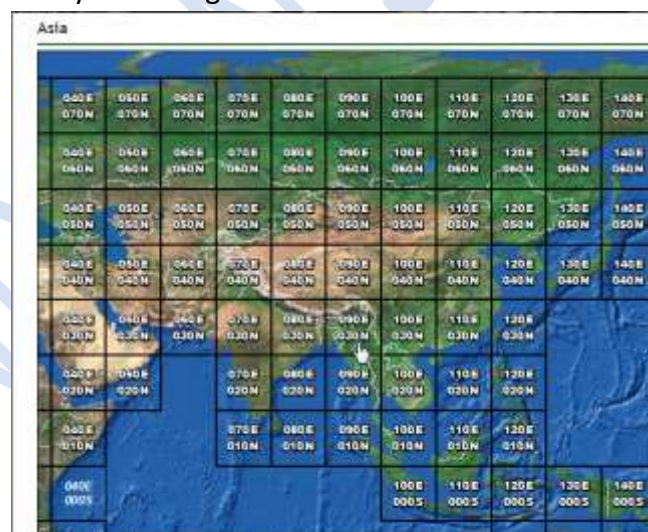 Asia
040E 050E 060E 070E 080E 090E 100E 110E 120E 130E 140E
070N 070N 070N 070N 070N 070N 070N 070N 070N 070N 070N
040E 050E 060E 070E 080E 090E 100E 110E 120E 130E 140E
060N 060N 060N 060N 060N 060N 060N 060N 060N 060N 060N
040E 050E 060E 070E 080E 090E 100E 110E 120E 130E 140E
050N 050N 050N 050N 050N 050N 050N 050N 050N 050N 050N
040E 050E 060E 070E 080E 090E 100E 110E 120E 130E 140E
040N 040N 040N 040N 040N 040N 040N 040N 040N 040N 040N
040E 050E 060E 070E 080E 090E 100E 110E 120E
030N 030N 030N 030N 030N 030N 030N 030N 030N
040E 050E 070E 080E 090E 100E 110E 120E
020N 020N 020N 020N 020N 020N 020N 020N
040E 070E 080E 090E 100E 110E 120E
010N 010N 010N 010N 010N 010N 010N
040E 100E 110E 120E 130E 140E
000S 000S 000S 000S 000S 000S